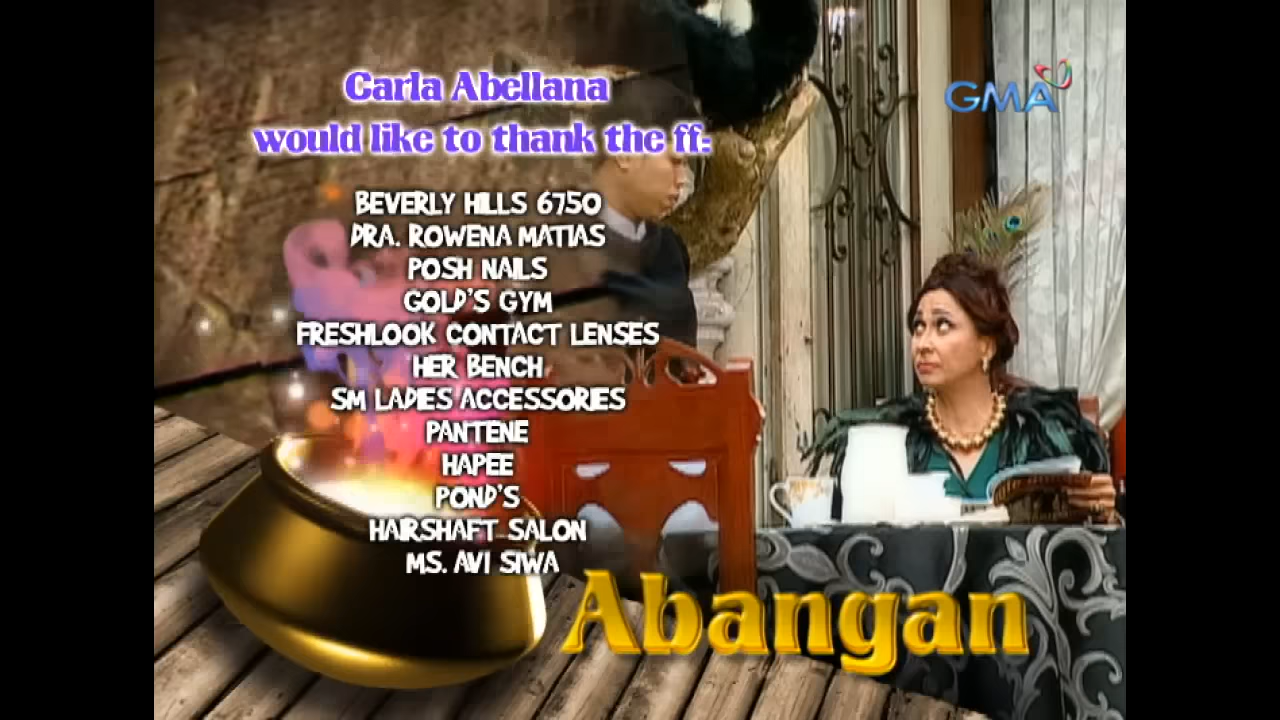 Carla Abellana
would like to thank the ff:
GMA
BEVERLY HILLS 6750
DRA. ROWENA MATIAS
POSH NAILS
GOLD'S GYM
FRESHLOOK CONTACT LENSES
HER BENCH
SM LADIES ACCESSORIES
PANTENE
HAPEE
POND'S
HAIRSHAFT SALON
MS. AVI SIWA
Abangan